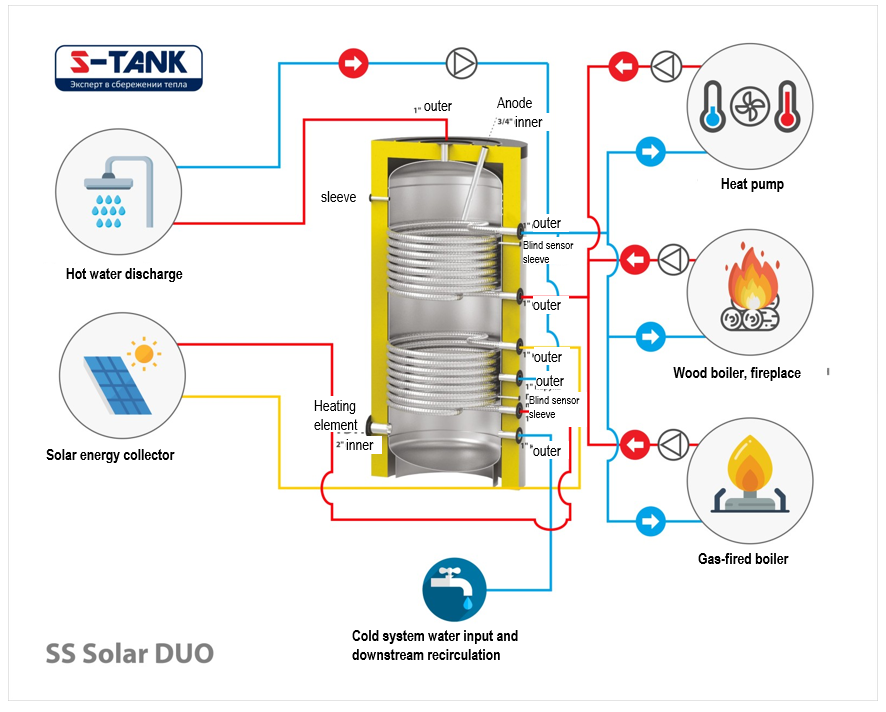 S-TANK
Эксперт в сбережении тепла
1" outer
Anode
3/4" inner
Heat pump
sleeve
1" outer
Blind sensor
sleeve
Hot water discharge
1" outer
1" outer
Wood boiler, fireplace
1" outer
Blind sensor
sleeve
Heating
element
2" inner
1" outer
Solar energy collector
Gas-fired boiler
Cold system water input and
downstream recirculation
SS Solar DUO